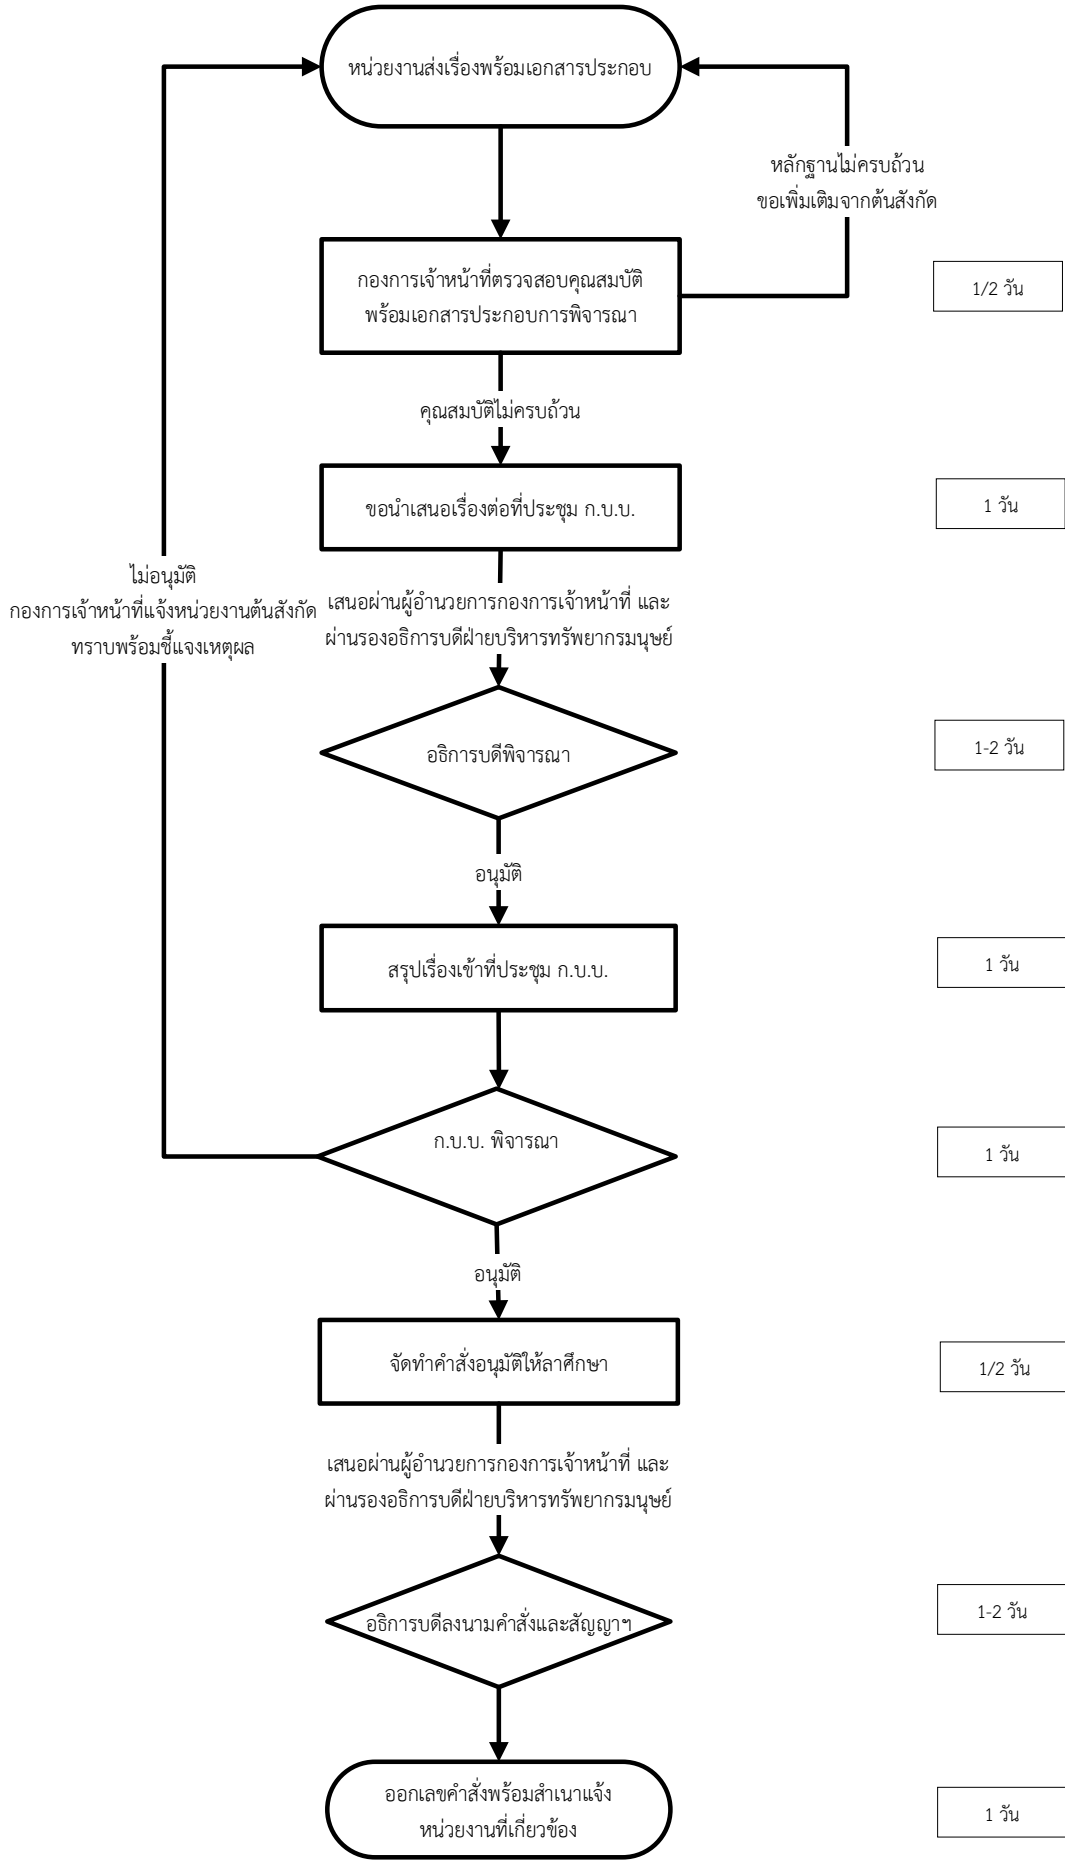 หน่วยงานส่งเรื่องพร้อมเอกสารประกอบ
หลักฐานไม่ครบถ้วน
ขอเพิ่มเติมจากต้นสังกัด
กองการเจ้าหน้าที่ตรวจสอบคุณสมบัติ
พร้อมเอกสารประกอบการพิจารณา
1/2 วัน
คุณสมบัติไม่ครบถ้วน
ขอนำเสนอเรื่องต่อที่ประชุม ก.บ.บ.
1 วัน
ไม่อนุมัติ
กองการเจ้าหน้าที่แจ้งหน่วยงานต้นสังกัด
ทราบพร้อมชี้แจงเหตุผล
เสนอผ่านผู้อำนวยการกองการเจ้าหน้าที่ และ
ผ่านรองอธิการบดีฝ่ายบริหารทรัพยากรมนุษย์
อธิการบดีพิจารณา
1-2 วัน
อนุมัติ
สรุปเรื่องเข้าที่ประชุม ก.บ.บ.
1 วัน
ก.บ.บ. พิจารณา
1 วัน
อนุมัติ
จัดทำคำสั่งอนุมัติให้ลาศึกษา
1/2 วัน
เสนอผ่านผู้อำนวยการกองการเจ้าหน้าที่ และ
ผ่านรองอธิการบดีฝ่ายบริหารทรัพยากรมนุษย์
อธิการบดีลงนามคำสั่งและสัญญาฯ
1-2 วัน
ออกเลขคำสั่งพร้อมสำเนาแจ้ง
หน่วยงานที่เกี่ยวข้อง
1 วัน